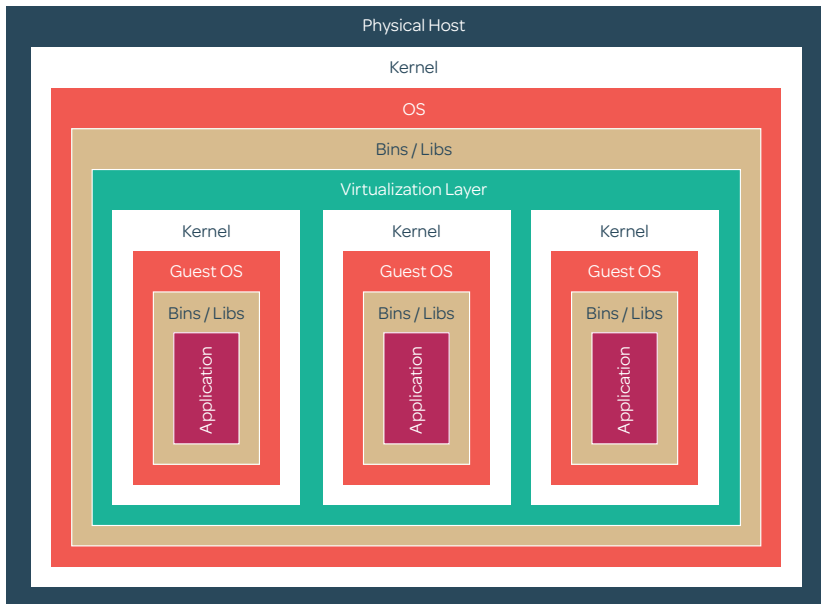 Physical Host
Kernel
OS
Bins / Libs
Virtualization Layer
Kernel
Guest OS
Bins / Libs
Application
Kernel
Guest OS
Bins / Libs
Application
Kernel
Guest OS
Bins / Libs
Application